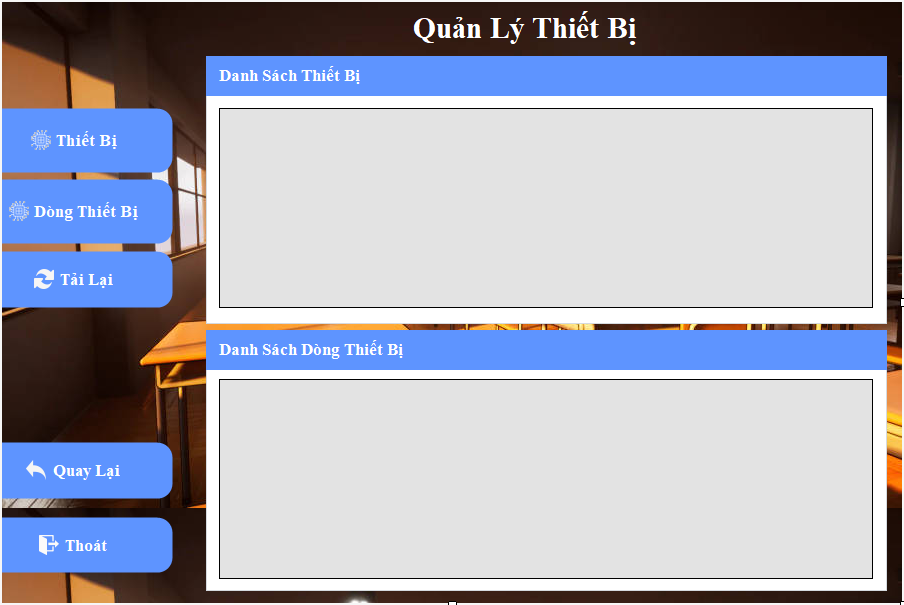 Quản Lý Thiết Bị
Danh Sách Thiết Bị
Thiết Bị
Dòng Thiết Bị
Tải Lại
Danh Sách Dòng Thiết Bị
Quay Lại
Thoát